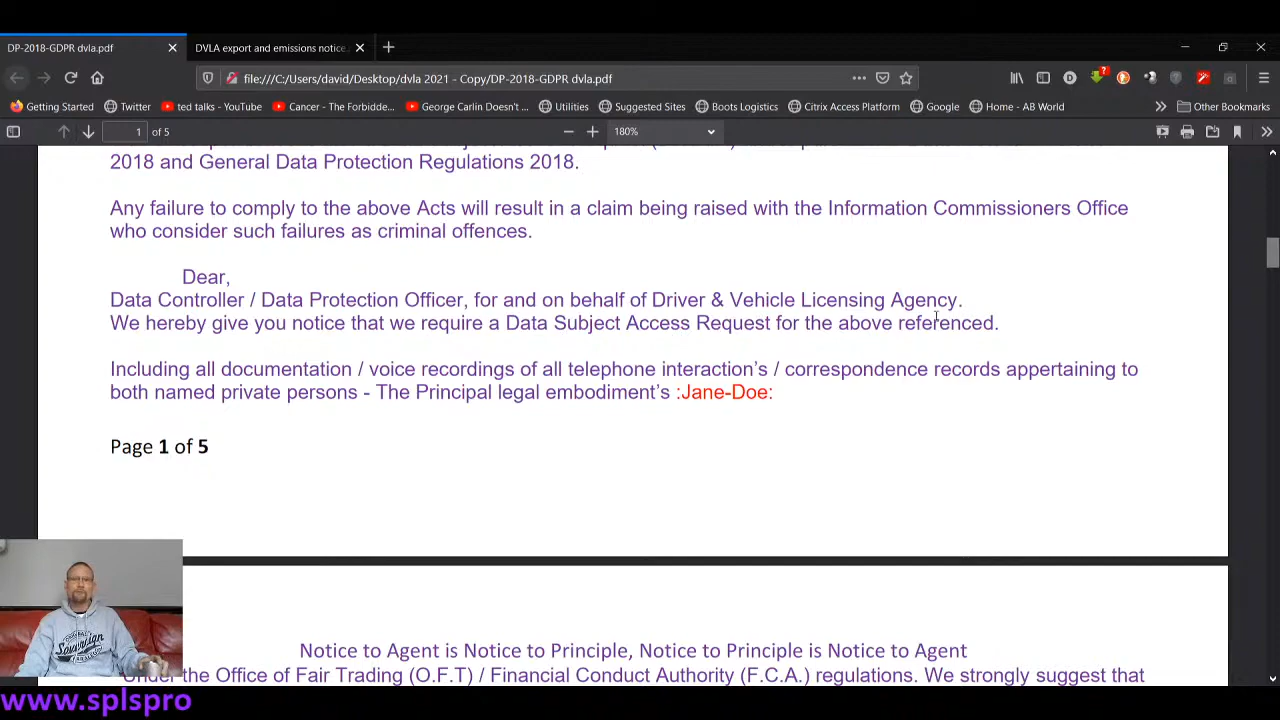 DP-2018-GDPR dvla.pdf
DVLA export and emissions notice
file:///C:/Users/david/Desktop/dvla 2021 - Copy/DP-2018-GDPR dvla.pdf
Getting Started Twitter ted talks - YouTube Cancer - The Forbidde... George Carlin Doesn't ... Utilities Suggested Sites Boots Logistics Citrix Access Platform Google Home - AB World Other Bookmarks
1 of 5 180%
2018 and General Data Protection Regulations 2018.
Any failure to comply to the above Acts will result in a claim being raised with the Information Commissioners Office
who consider such failures as criminal offences.
Dear,
Data Controller / Data Protection Officer, for and on behalf of Driver & Vehicle Licensing Agency.
We hereby give you notice that we require a Data Subject Access Request for the above referenced.
Including all documentation / voice recordings of all telephone interaction's / correspondence records appertaining to
both named private persons - The Principal legal embodiment's :Jane-Doe:
Page 1 of 5
Notice to Agent is Notice to Principle, Notice to Principle is Notice to Agent
the Office of Fair Trading (O.F.T) / Financial Conduct Authority (F.C.A.) regulations. We strongly suggest that
www.splspro